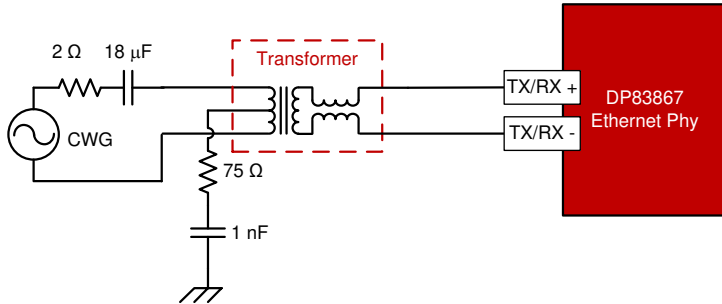 2 Ω
18 μF
Transformer
CWG
75 Ω
1 nF
TX/RX +
TX/RX -
DP83867
Ethernet Phy